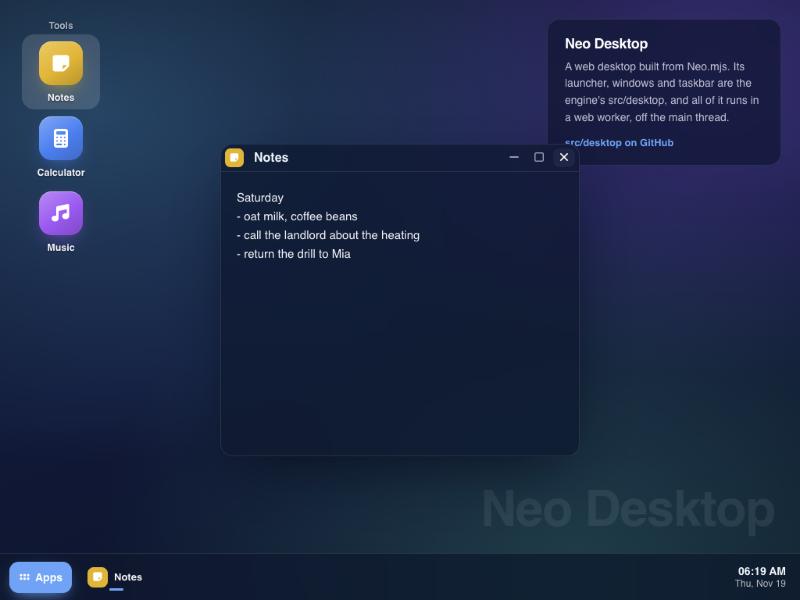 Tools
Notes
Calculator
Music
Neo Desktop
A web desktop built from Neo.mjs. Its
launcher, windows and taskbar are the
engine's src/desktop, and all of it runs in
a web worker, off the main thread.
src/desktop on GitHub
Notes
Saturday
- oat milk, coffee beans
- call the landlord about the heating
- return the drill to Mia
Neo Desktop
Apps
Notes
06:19 AM
Thu, Nov 19